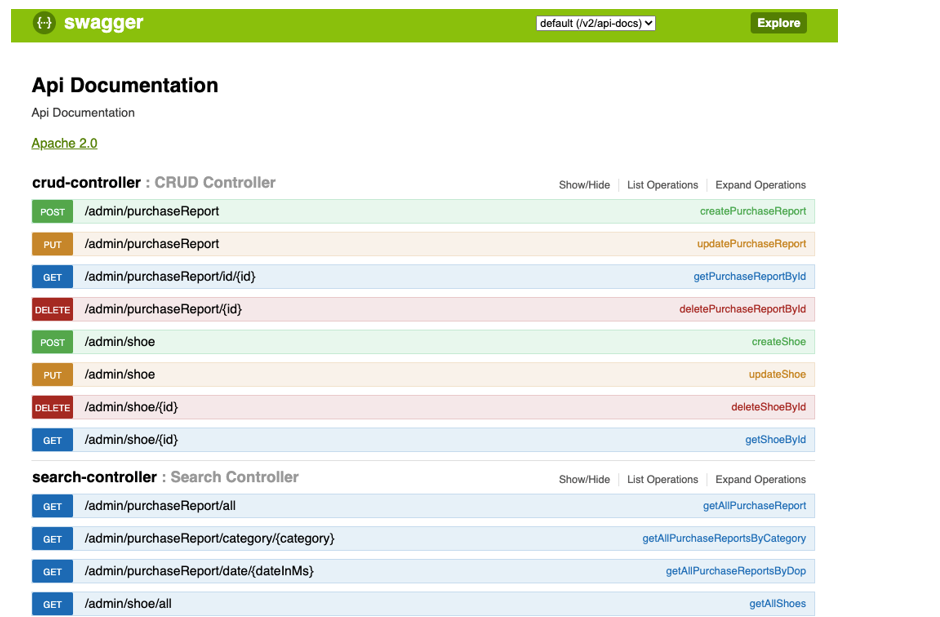 {···} swagger default (/v2/api-docs) Explore
Api Documentation
Api Documentation
Apache 2.0
crud-controller : CRUD Controller Show/Hide List Operations Expand Operations
POST /admin/purchaseReport createPurchaseReport
PUT /admin/purchaseReport updatePurchaseReport
GET /admin/purchaseReport/id/{id} getPurchaseReportById
DELETE /admin/purchaseReport/{id} deletePurchaseReportById
POST /admin/shoe createShoe
PUT /admin/shoe updateShoe
DELETE /admin/shoe/{id} deleteShoeById
GET /admin/shoe/{id} getShoeById
search-controller : Search Controller Show/Hide List Operations Expand Operations
GET /admin/purchaseReport/all getAllPurchaseReport
GET /admin/purchaseReport/category/{category} getAllPurchaseReportsByCategory
GET /admin/purchaseReport/date/{dateInMs} getAllPurchaseReportsByDop
GET /admin/shoe/all getAllShoes